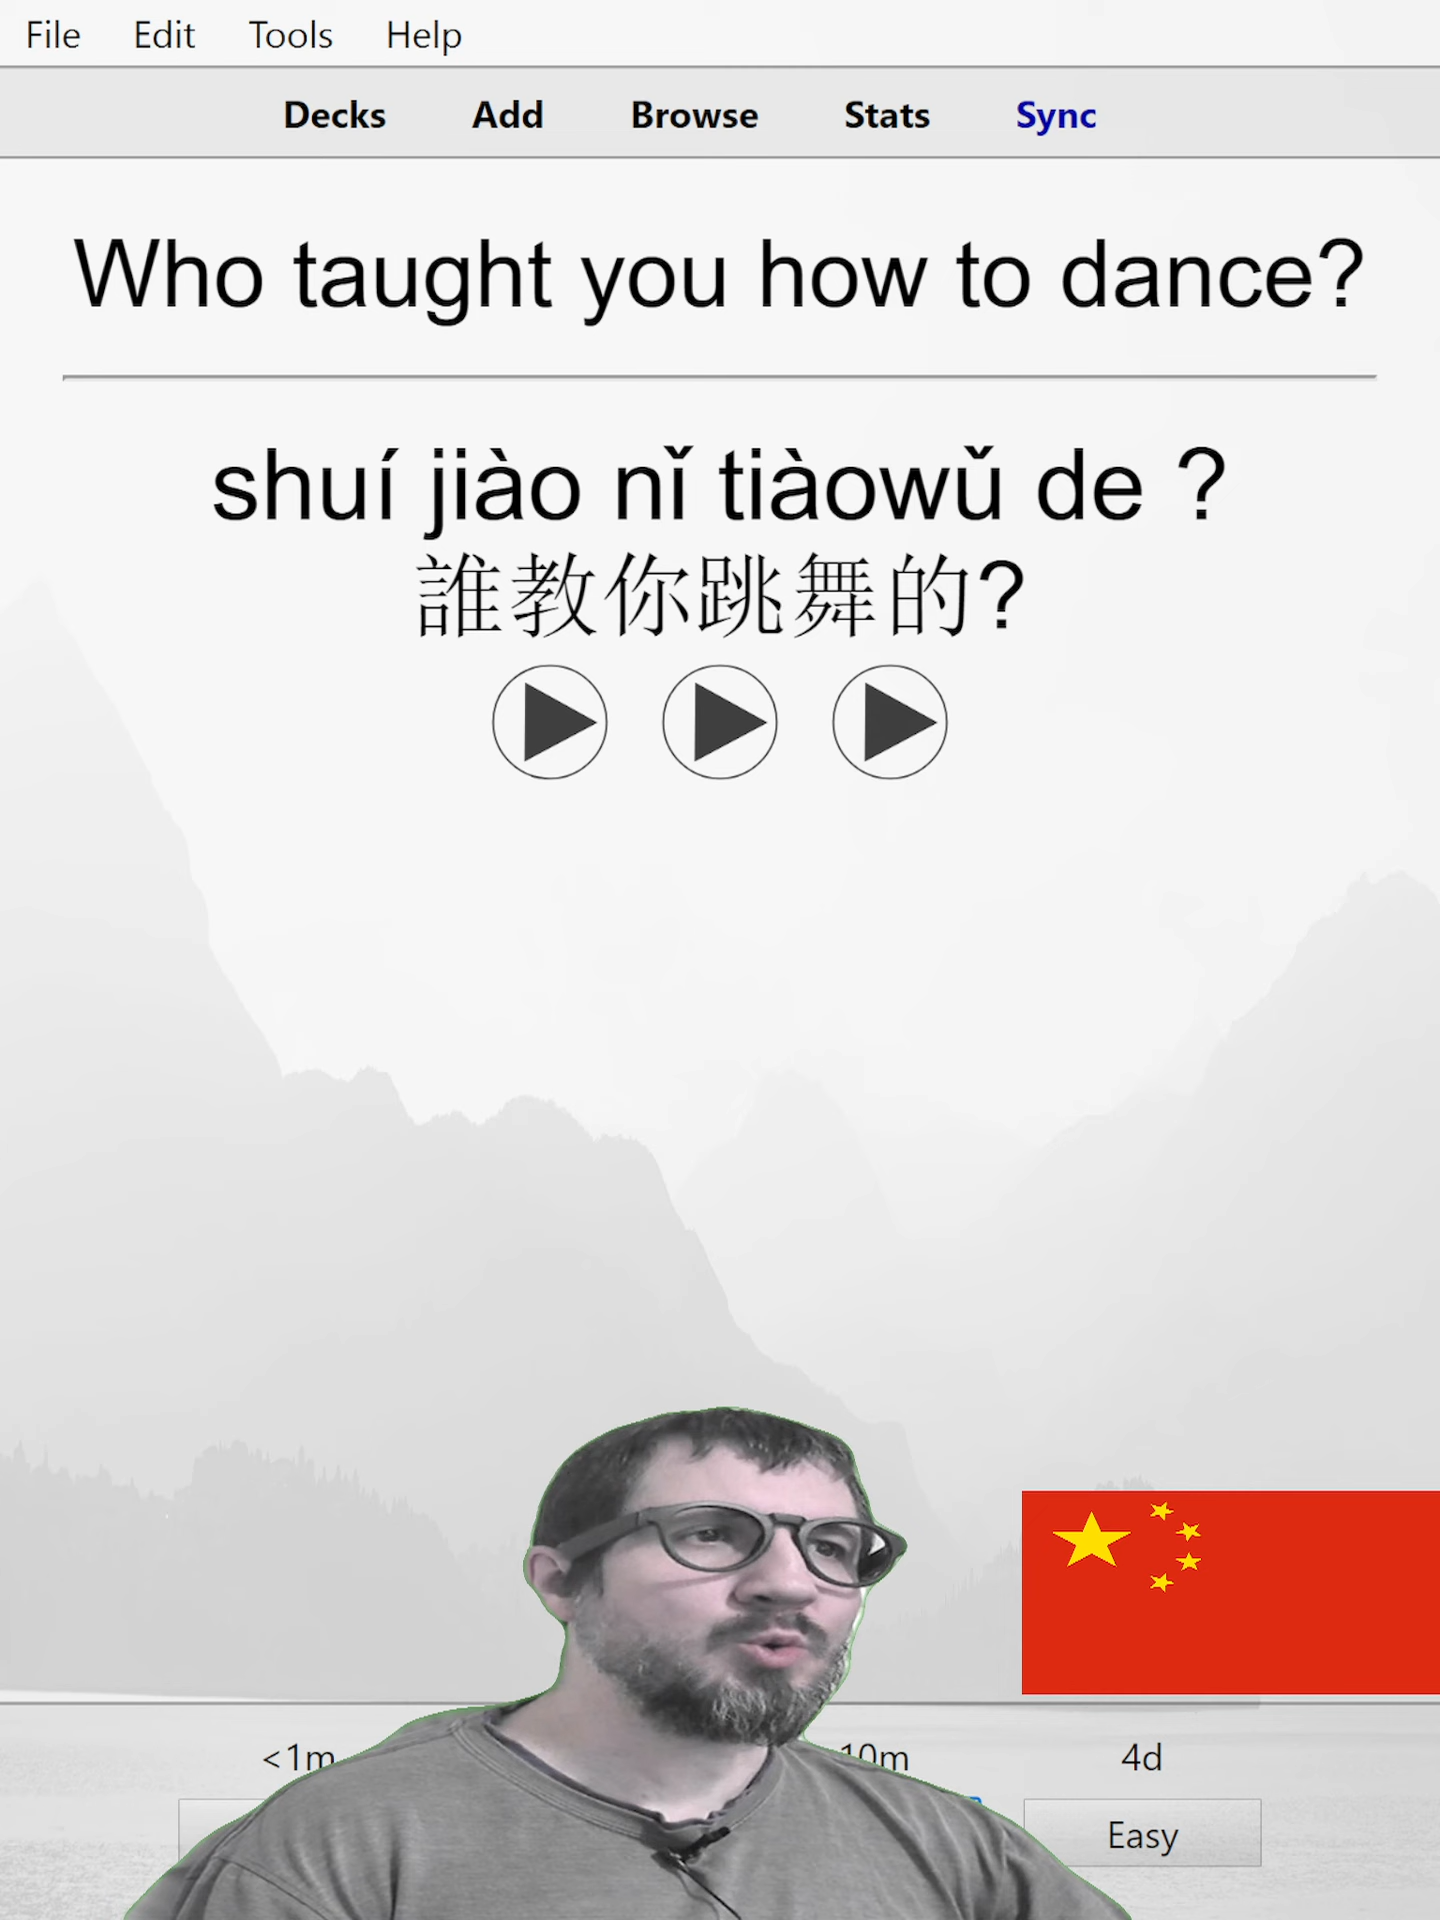 File Edit Tools Help
Decks Add Browse Stats Sync
Who taught you how to dance?
shuí jiào nǐ tiàowǔ de ?
誰教你跳舞的?
<1m 10m 4d
Easy